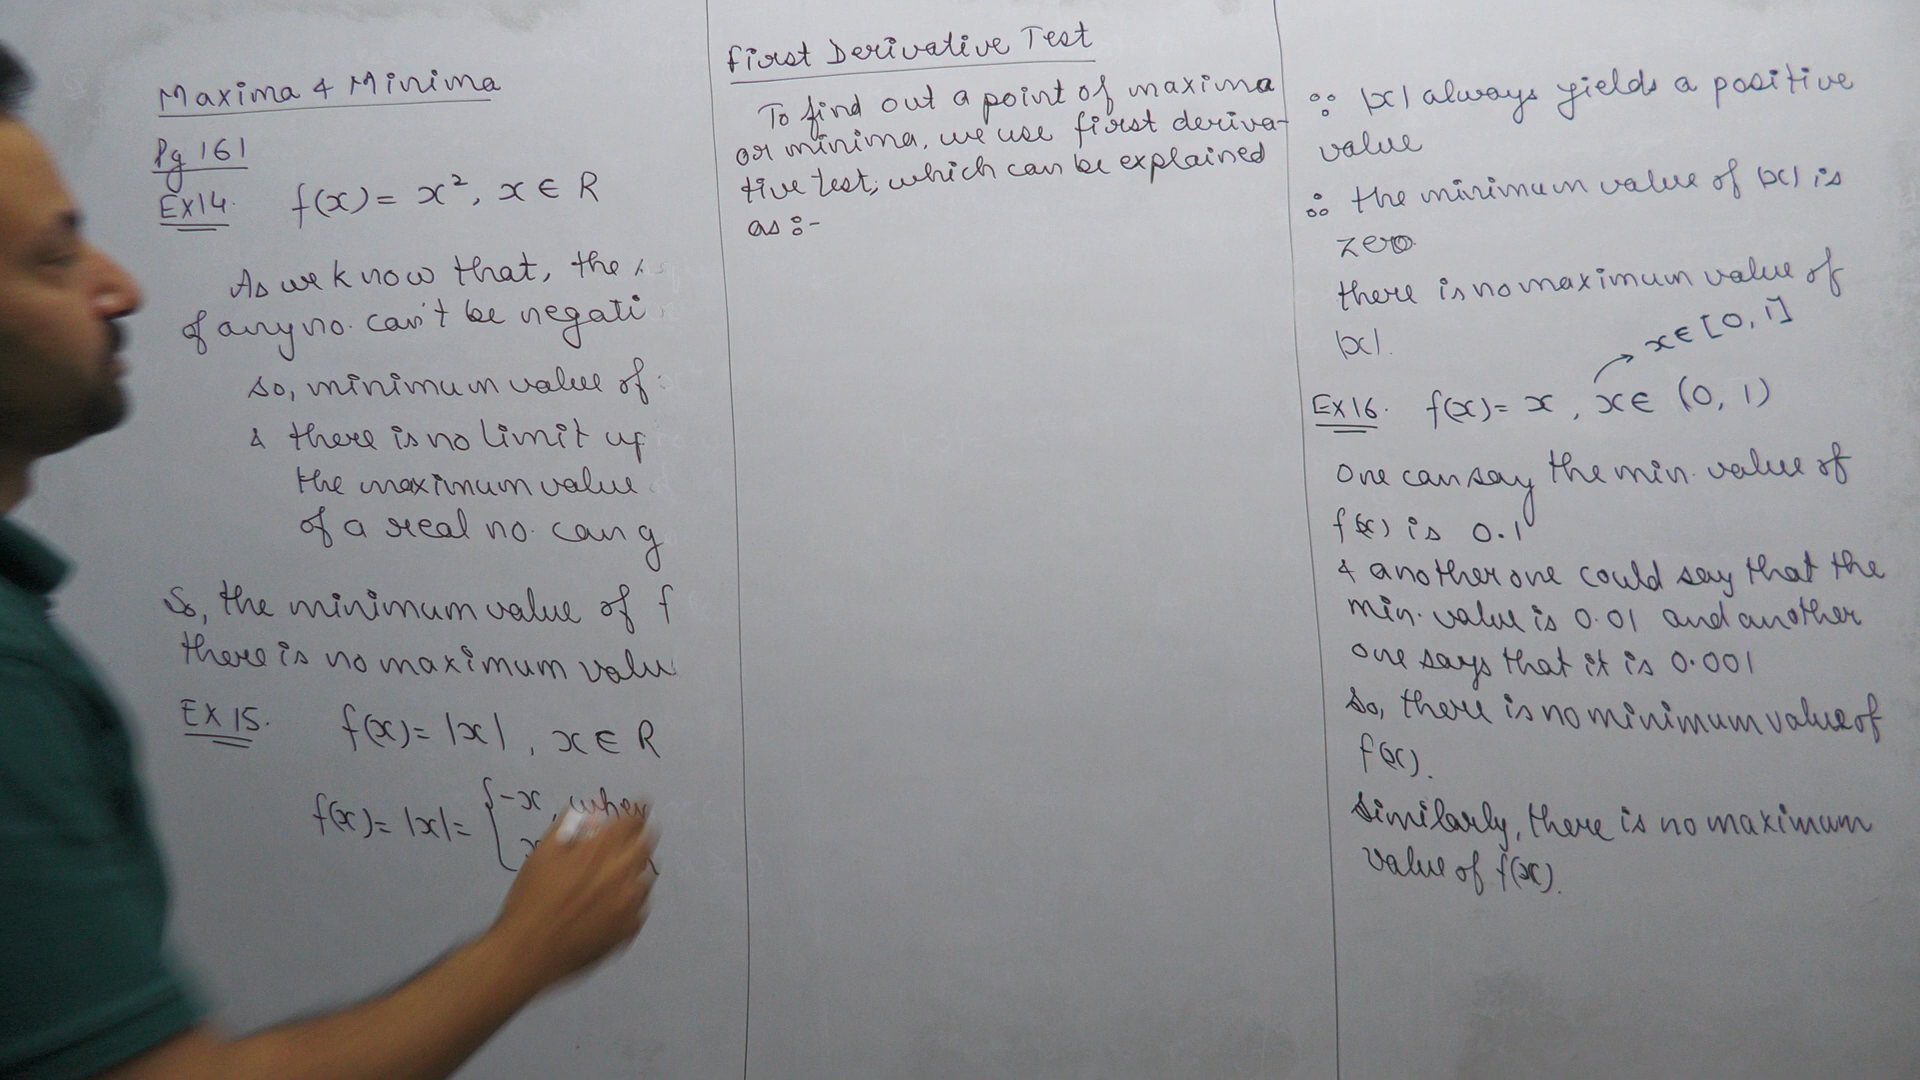 Maxima & Minima
Pg 161
EX14. f(x) = x², x ∈ R
As we know that, the
of any no. can't be negati
so, minimum value of
& there is no limit up
the maximum value
of a real no. can g
So, the minimum value of f
there is no maximum valu
EX 15. f(x) = |x|, x ∈ R
f(x) = |x| = { -x, when
x
First Derivative Test
To find out a point of maxima
or minima, we use first deriva-
tive test, which can be explained
as :-
∵ |x| always yields a positive
value
∴ the minimum value of |x| is
zero.
there is no maximum value of
|x|.
x ∈ [0, 1]
EX16. f(x) = x, x ∈ (0, 1)
One can say the min. value of
f(x) is 0.1
& another one could say that the
min. value is 0.01 and another
one says that it is 0.001
So, there is no minimum value of
f(x).
Similarly, there is no maximum
value of f(x).